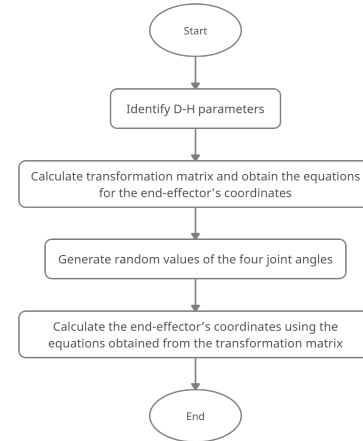 Start
Identify D-H parameters
Calculate transformation matrix and obtain the equations
for the end-effector’s coordinates
Generate random values of the four joint angles
Calculate the end-effector’s coordinates using the
equations obtained from the transformation matrix
End